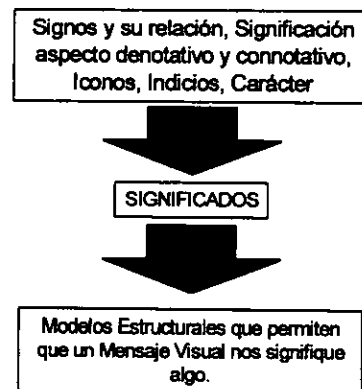 Signos y su relación, Significación
aspecto denotativo y connotativo,
Iconos, Indicios, Carácter
SIGNIFICADOS
Modelos Estructurales que permiten
que un Mensaje Visual nos signifique
algo.